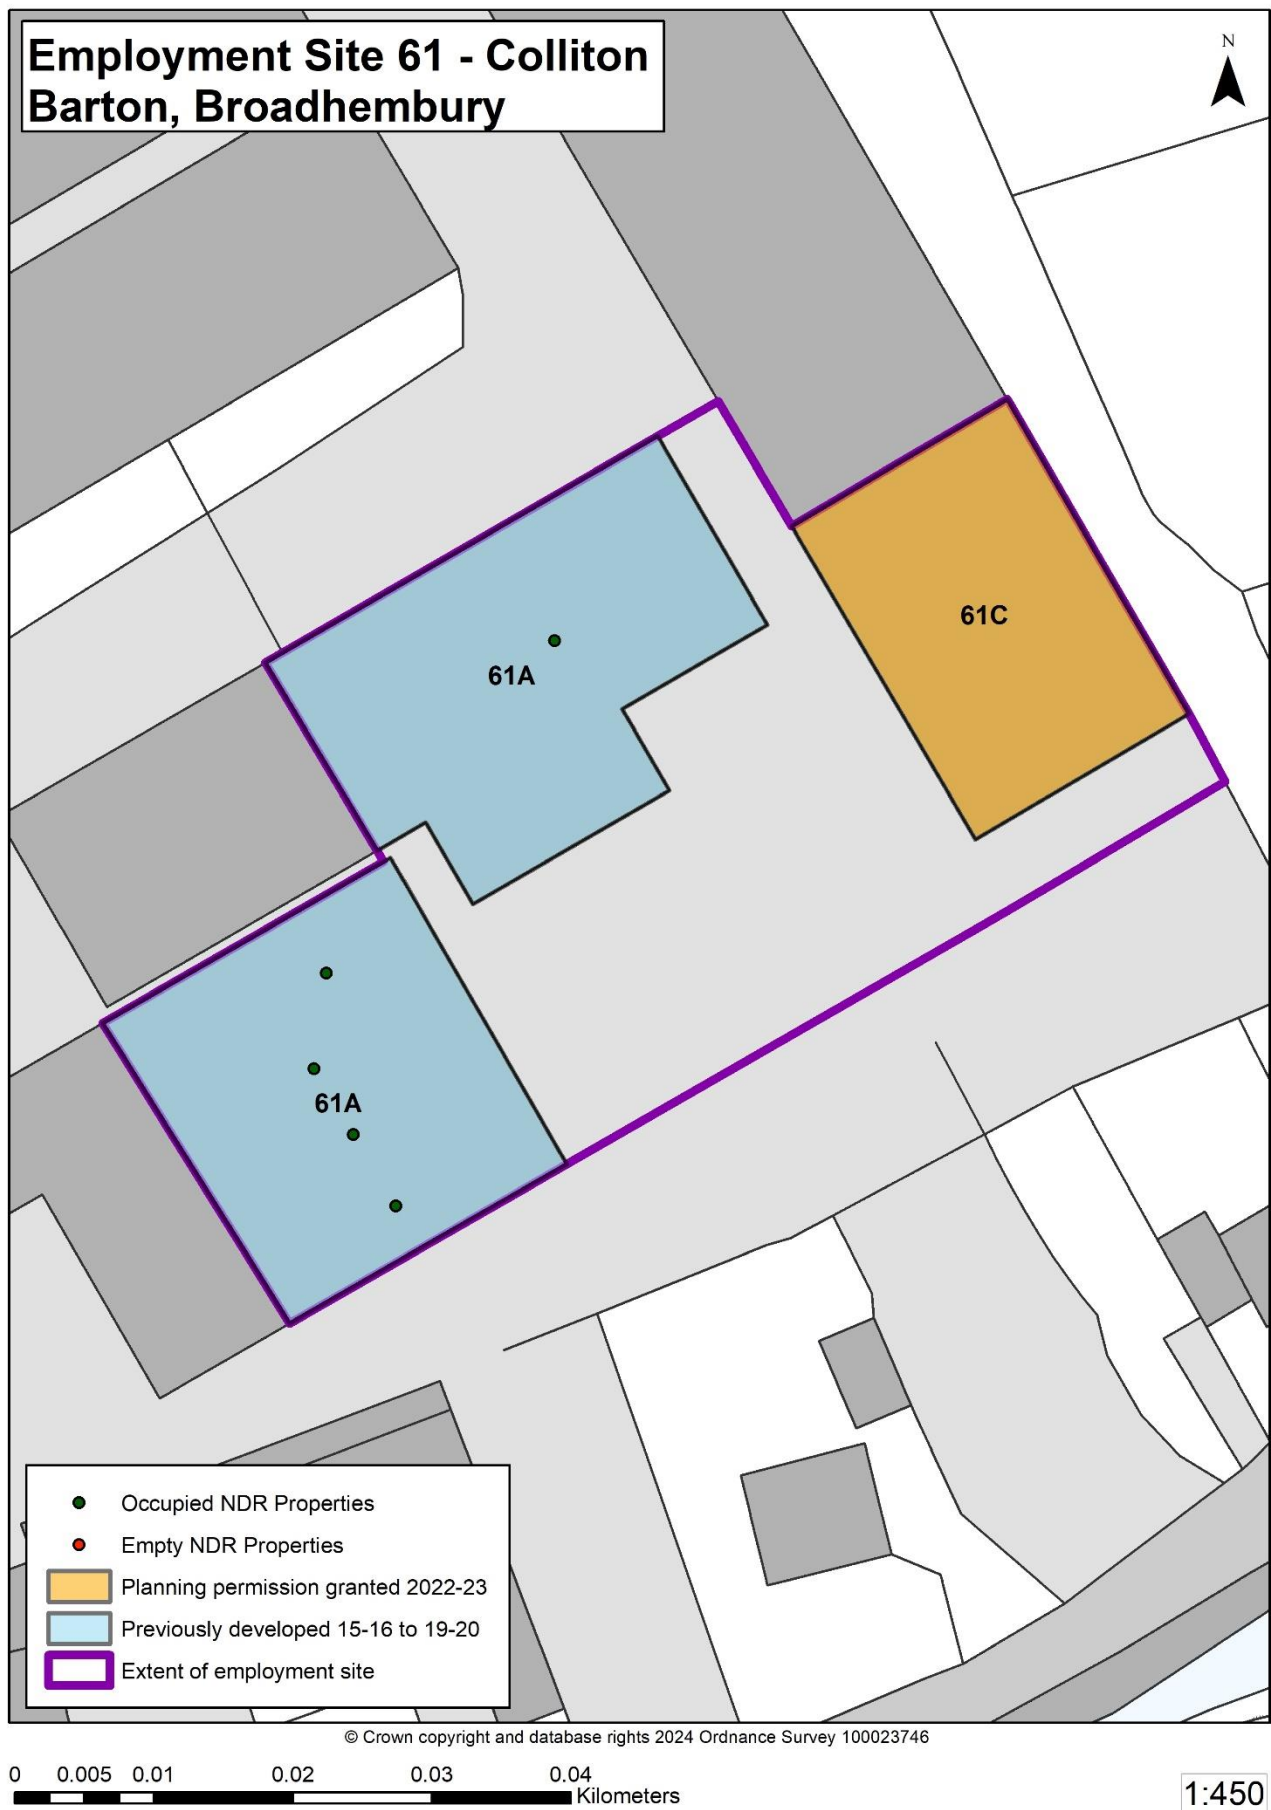 Employment Site 61 - Colliton
Barton, Broadhembury
N
61C
61A
61A
Occupied NDR Properties
Empty NDR Properties
Planning permission granted 2022-23
Previously developed 15-16 to 19-20
Extent of employment site
© Crown copyright and database rights 2024 Ordnance Survey 100023746
0 0.005 0.01 0.02 0.03 0.04
Kilometers
1:450